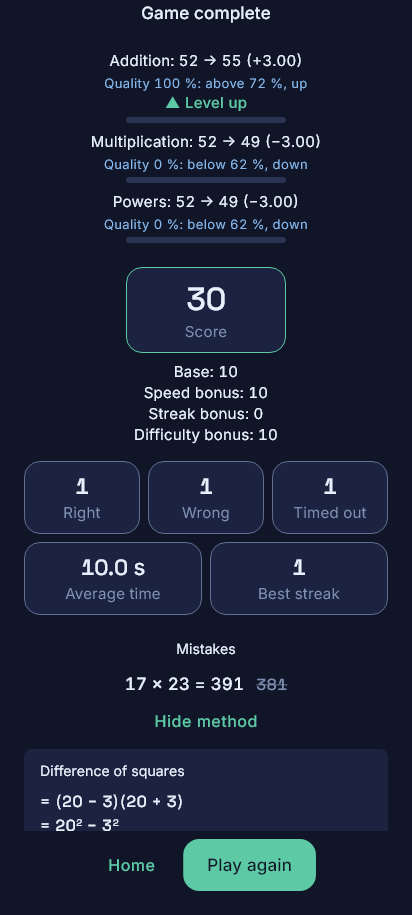 Game complete
Addition: 52 → 55 (+3.00)
Quality 100 %: above 72 %, up
▲ Level up
Multiplication: 52 → 49 (−3.00)
Quality 0 %: below 62 %, down
Powers: 52 → 49 (−3.00)
Quality 0 %: below 62 %, down
30
Score
Base: 10
Speed bonus: 10
Streak bonus: 0
Difficulty bonus: 10
1
Right
1
Wrong
1
Timed out
10.0 s
Average time
1
Best streak
Mistakes
17 × 23 = 391 381
Hide method
Difference of squares
= (20 − 3)(20 + 3)
= 20² − 3²
Home
Play again